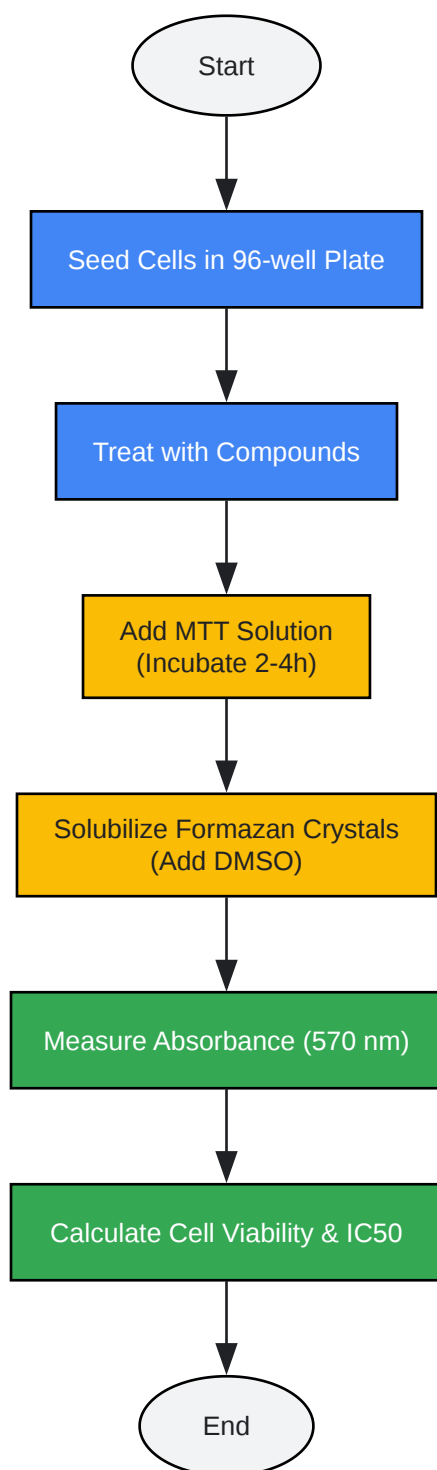 Start
Seed Cells in 96-well Plate
Treat with Compounds
Add MTT Solution
(Incubate 2-4h)
Solubilize Formazan Crystals
(Add DMSO)
Measure Absorbance (570 nm)
Calculate Cell Viability & IC50
End